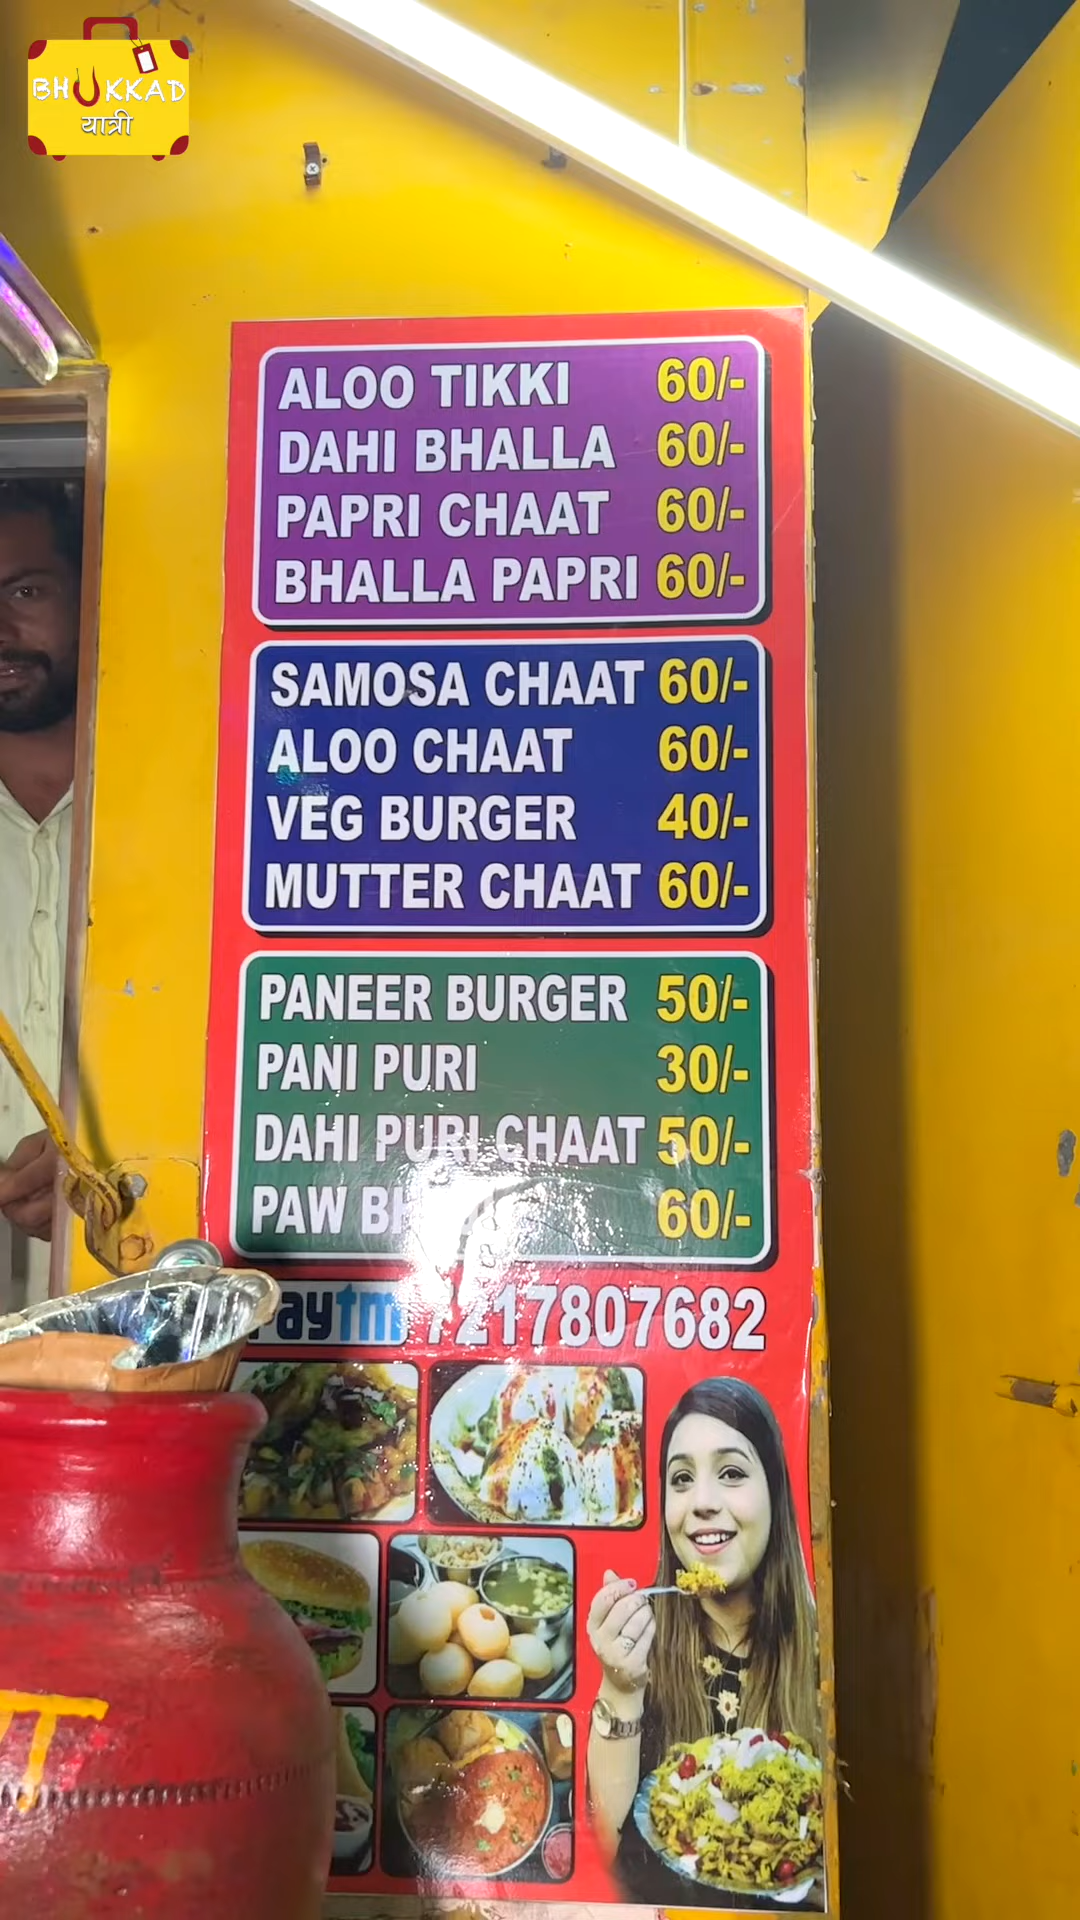 BHUKKAD
यात्री
ALOO TIKKI 60/-
DAHI BHALLA 60/-
PAPRI CHAAT 60/-
BHALLA PAPRI 60/-
SAMOSA CHAAT 60/-
ALOO CHAAT 60/-
VEG BURGER 40/-
MUTTER CHAAT 60/-
PANEER BURGER 50/-
PANI PURI 30/-
DAHI PURI CHAAT 50/-
PAW 60/-
Paytm 7217807682